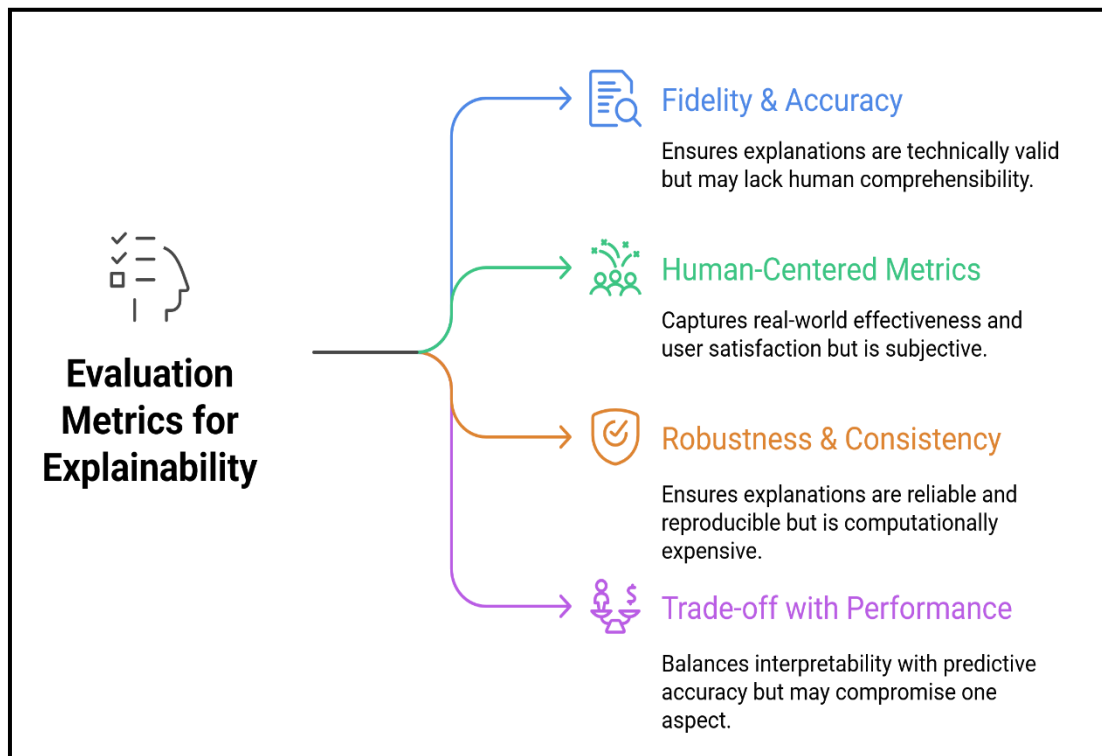 Evaluation
Metrics for
Explainability
Fidelity & Accuracy
Ensures explanations are technically valid
but may lack human comprehensibility.
Human-Centered Metrics
Captures real-world effectiveness and
user satisfaction but is subjective.
Robustness & Consistency
Ensures explanations are reliable and
reproducible but is computationally
expensive.
$
Trade-off with Performance
Balances interpretability with predictive
accuracy but may compromise one
aspect.